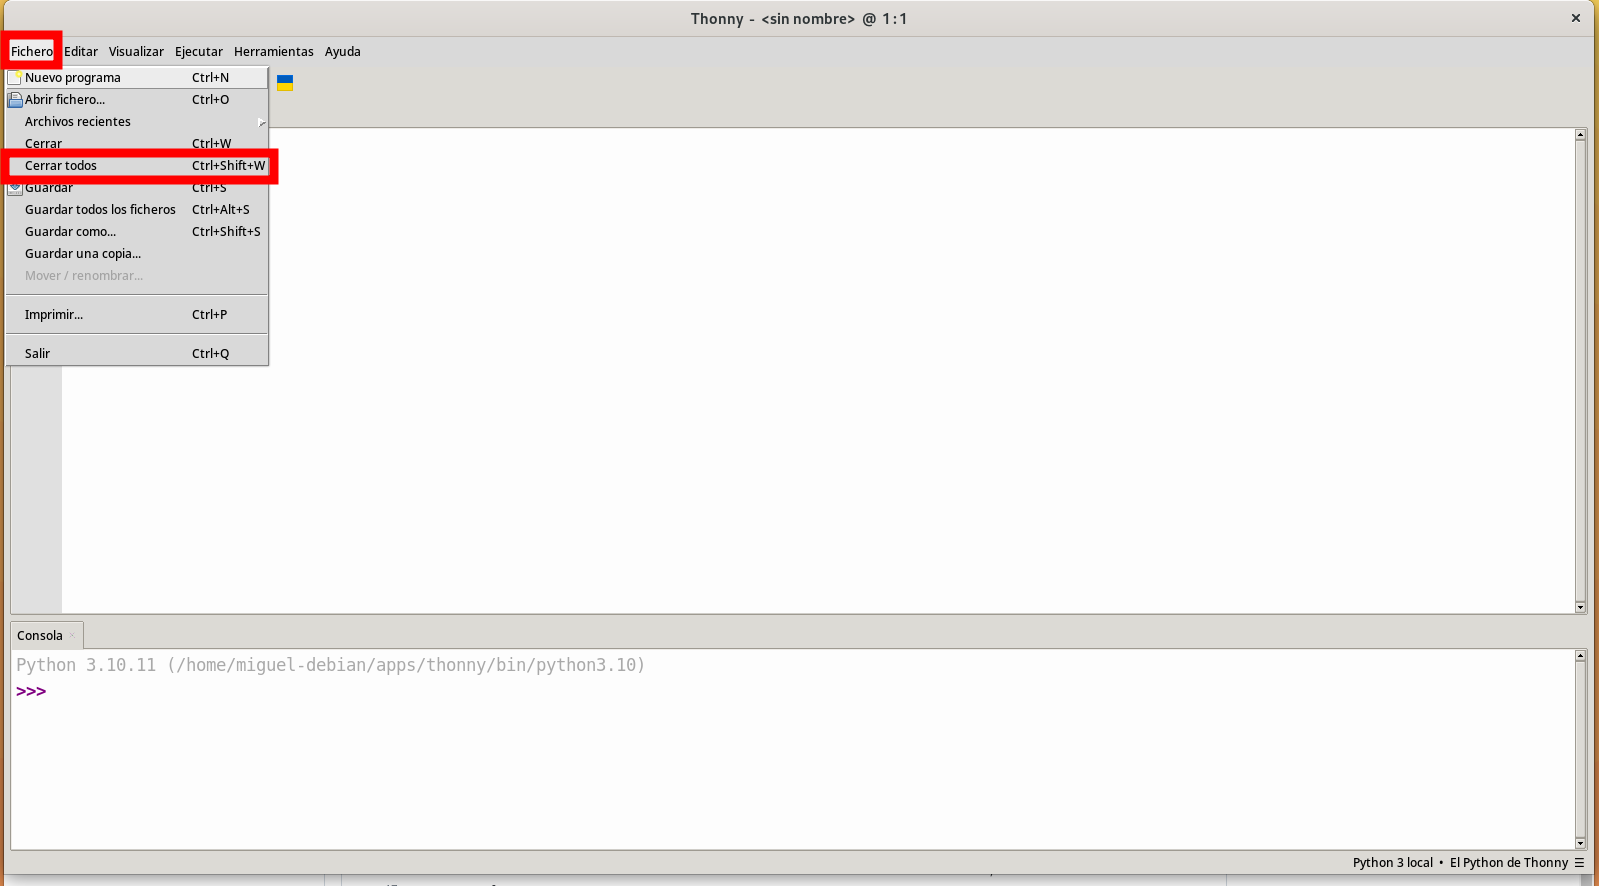 Thonny - <sin nombre> @ 1:1
Fichero Editar Visualizar Ejecutar Herramientas Ayuda
Nuevo programa Ctrl+N
Abrir fichero... Ctrl+O
Archivos recientes
Cerrar Ctrl+W
Cerrar todos Ctrl+Shift+W
Guardar Ctrl+S
Guardar todos los ficheros Ctrl+Alt+S
Guardar como... Ctrl+Shift+S
Guardar una copia...
Mover / renombrar...
Imprimir... Ctrl+P
Salir Ctrl+Q
Consola
Python 3.10.11 (/home/miguel-debian/apps/thonny/bin/python3.10)
>>>
Python 3 local • El Python de Thonny ☰